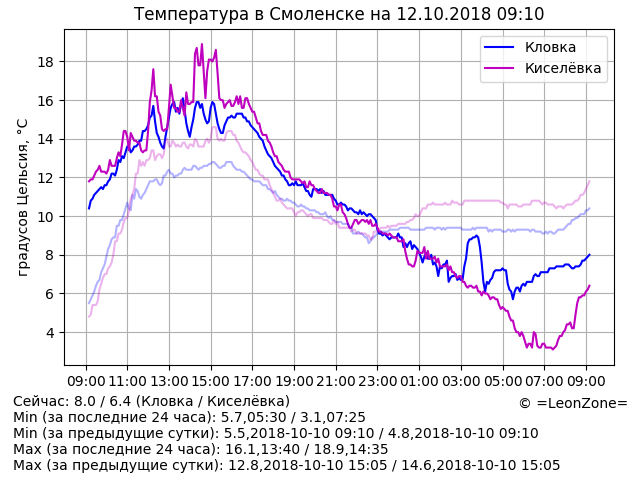 Температура в Смоленске на 12.10.2018 09:10
Кловка
Киселёвка
градусов Цельсия, °C
18
16
14
12
10
8
6
4
09:00 11:00 13:00 15:00 17:00 19:00 21:00 23:00 01:00 03:00 05:00 07:00 09:00
Сейчас: 8.0 / 6.4 (Кловка / Киселёвка)
© =LeonZone=
Min (за последние 24 часа): 5.7,05:30 / 3.1,07:25
Min (за предыдущие сутки): 5.5,2018-10-10 09:10 / 4.8,2018-10-10 09:10
Max (за последние 24 часа): 16.1,13:40 / 18.9,14:35
Max (за предыдущие сутки): 12.8,2018-10-10 15:05 / 14.6,2018-10-10 15:05